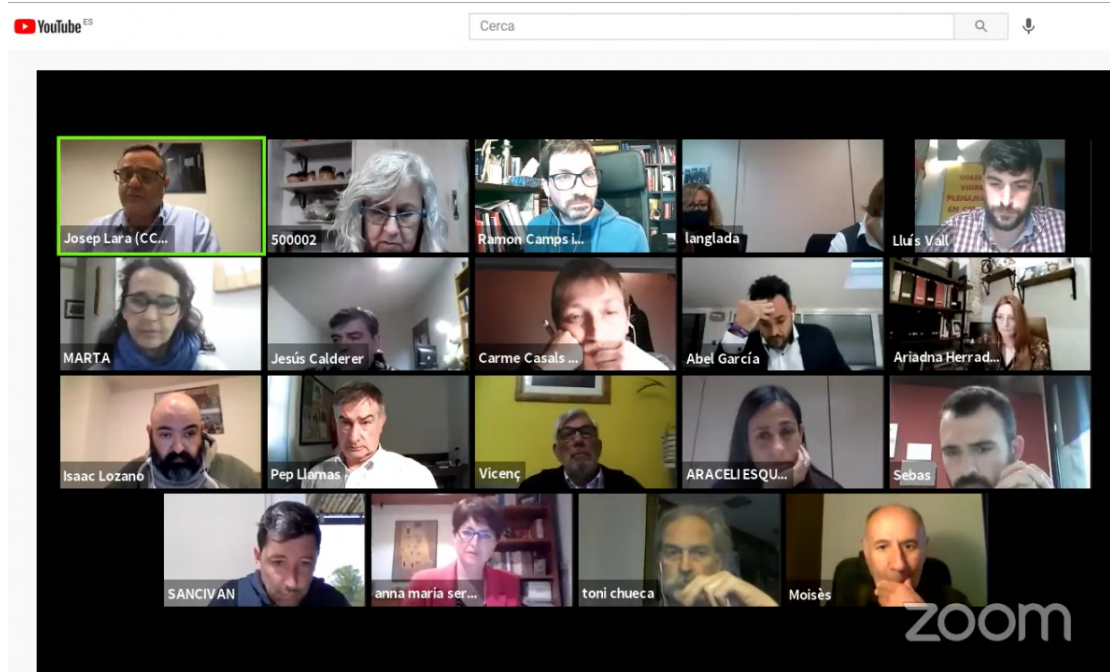 YouTube ES
Cerca
Josep Lara (CC...
500002
Ramon Camps i...
langlada
Lluís Vall
MARTA
Jesús Calderer
Carme Casals ...
Abel García
Ariadna Herrad...
Isaac Lozano
Pep Llamas
Vicenç
ARACELI ESQU...
Sebas
SANCIVAN
anna maria ser...
toni chueca
Moisès
zoom